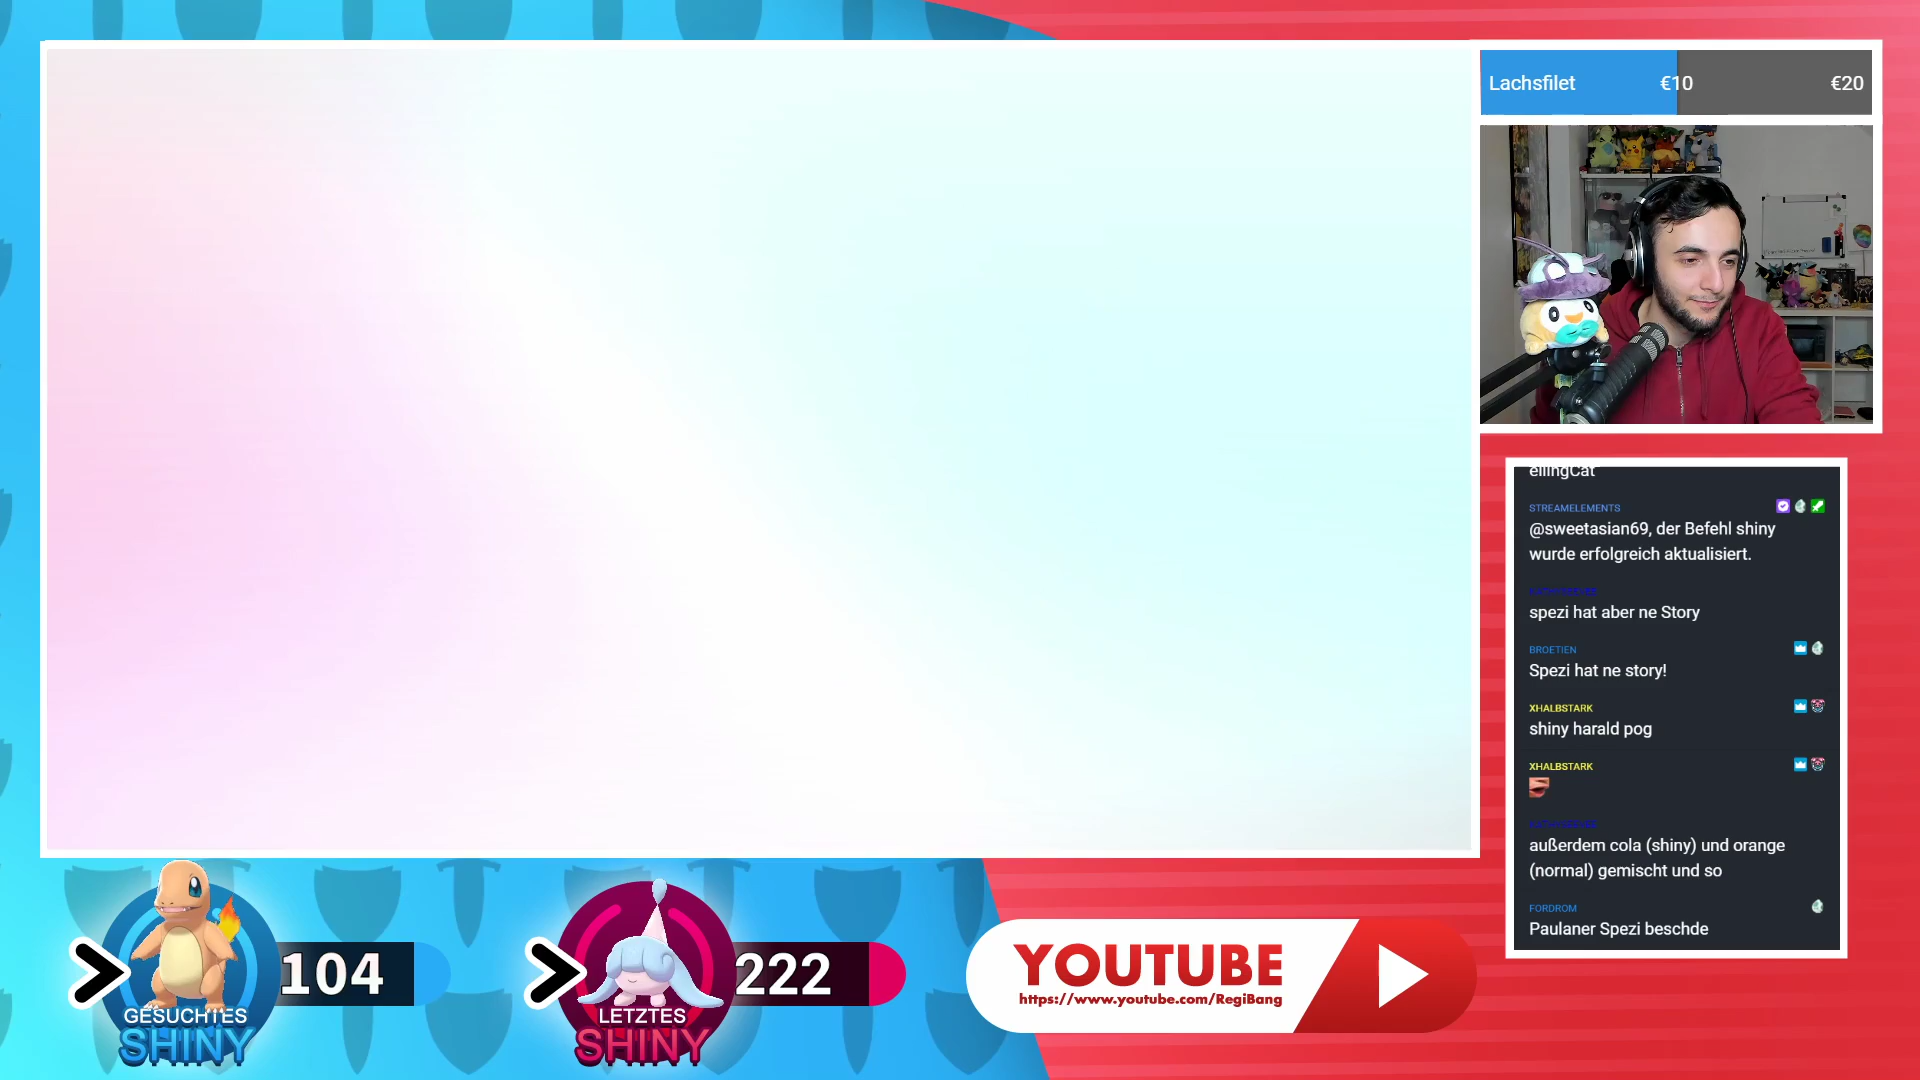 Lachsfilet €10 €20
ellingCat
STREAMELEMENTS
@sweetasian69, der Befehl shiny
wurde erfolgreich aktualisiert.
spezi hat aber ne Story
BROETIEN
Spezi hat ne story!
XHALBSTARK
shiny harald pog
XHALBSTARK
außerdem cola (shiny) und orange
(normal) gemischt und so
FORDROM
Paulaner Spezi beschde
104
GESUCHTES
SHINY
222
LETZTES
SHINY
YOUTUBE
https://www.youtube.com/RegiBang